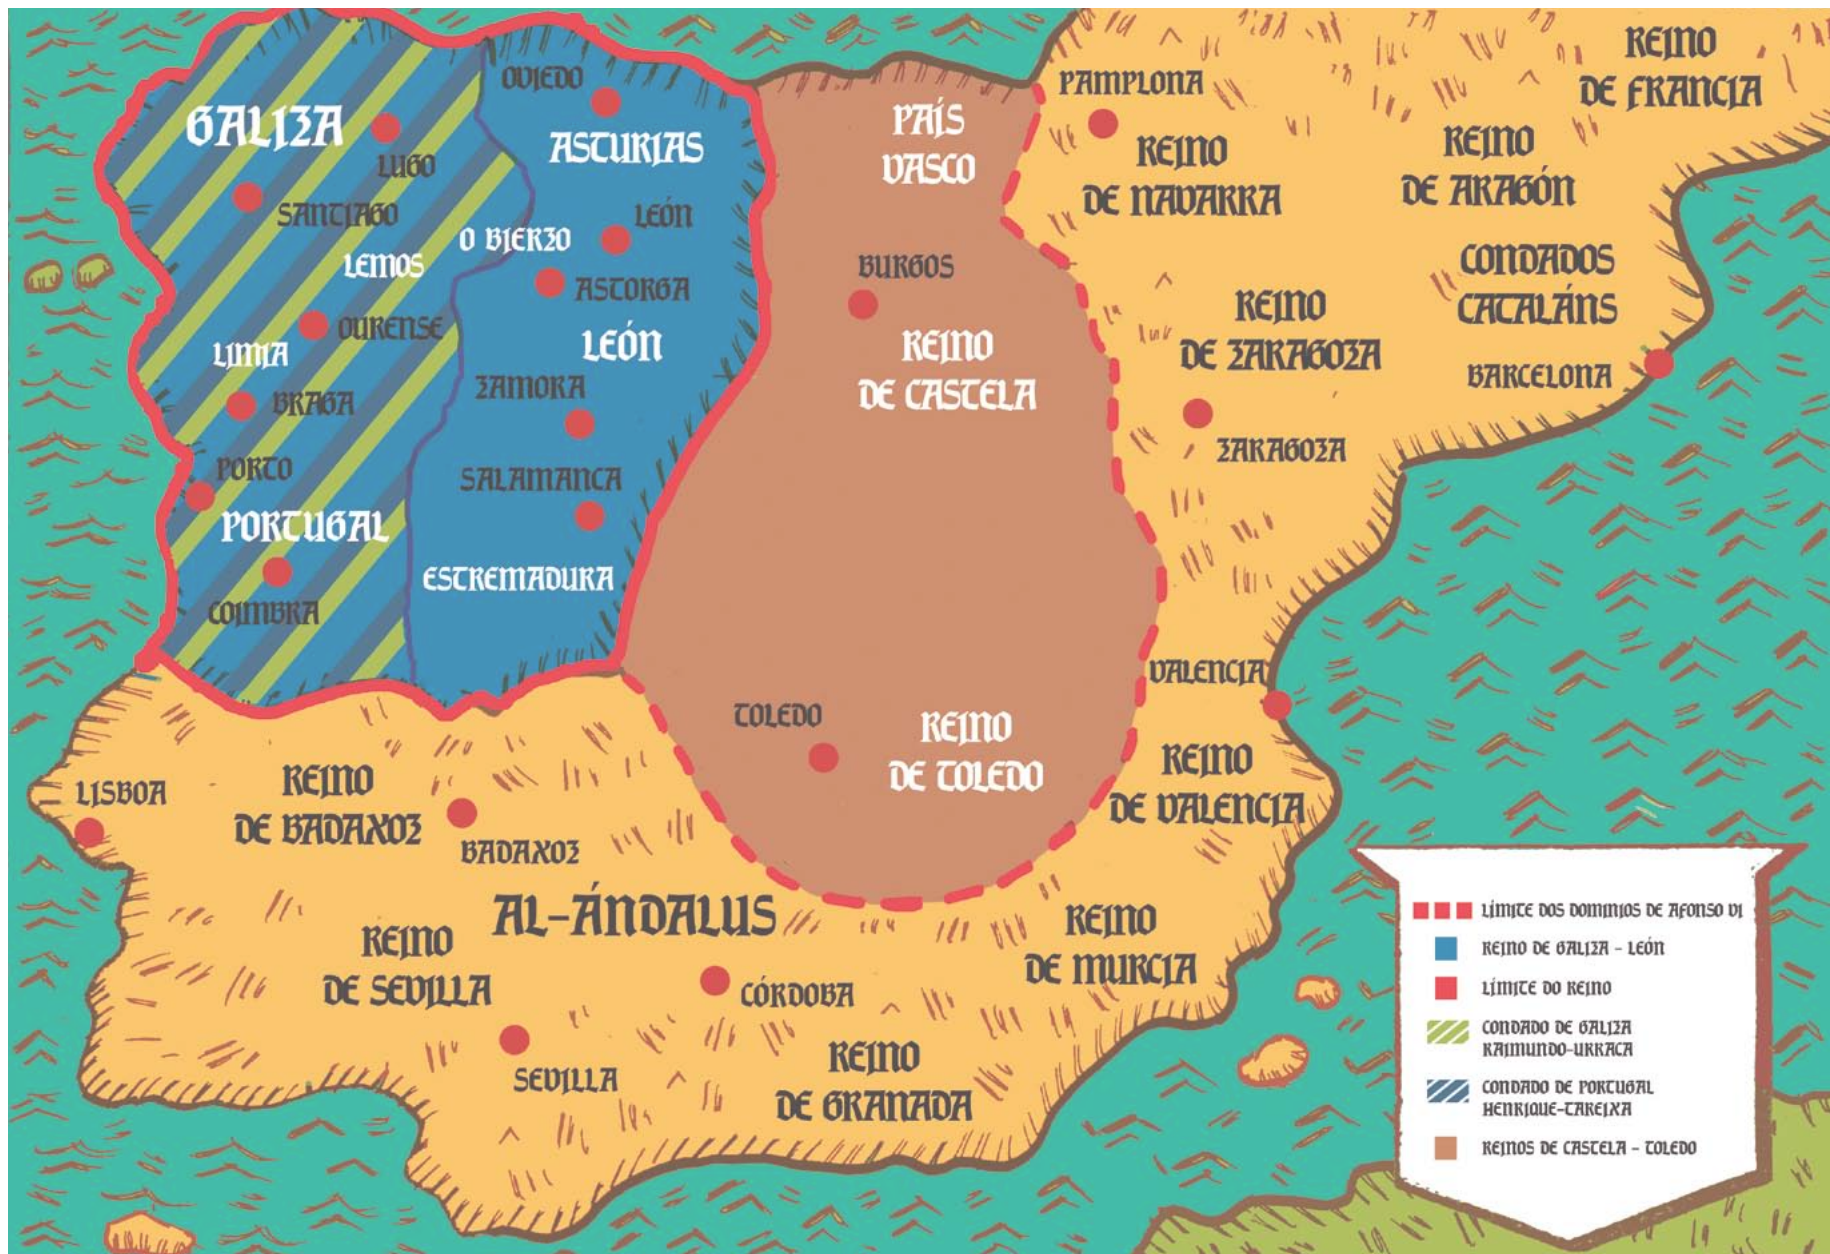 GALIZA
LUGO
SANTIAGO
LEMOS
OURENSE
LIMIA
BRAGA
PORTO
PORTUGAL
COIMBRA
OVIEDO
ASTURIAS
LEÓN
O BIERZO
ASTORGA
LEÓN
ZAMORA
SALAMANCA
ESTREMADURA
PAÍS
VASCO
BURGOS
REINO
DE CASTELA
TOLEDO
REINO
DE TOLEDO
PAMPLONA
REINO
DE NAVARRA
REINO
DE FRANCIA
REINO
DE ARAGÓN
CONDADOS
CATALÁNS
BARCELONA
REINO
DE ZARAGOZA
ZARAGOZA
VALENCIA
REINO
DE VALENCIA
LISBOA
REINO
DE BADAXOZ
BADAXOZ
AL-ÁNDALUS
REINO
DE SEVILLA
SEVILLA
CÓRDOBA
REINO
DE MURCIA
REINO
DE GRANADA
LÍMITE DOS DOMINIOS DE AFONSO VI
REINO DE GALIZA - LEÓN
LÍMITE DO REINO
CONDADO DE GALIZA
RAIMUNDO-URRACA
CONDADO DE PORTUGAL
HENRIQUE-TAREIXA
REINOS DE CASTELA - TOLEDO